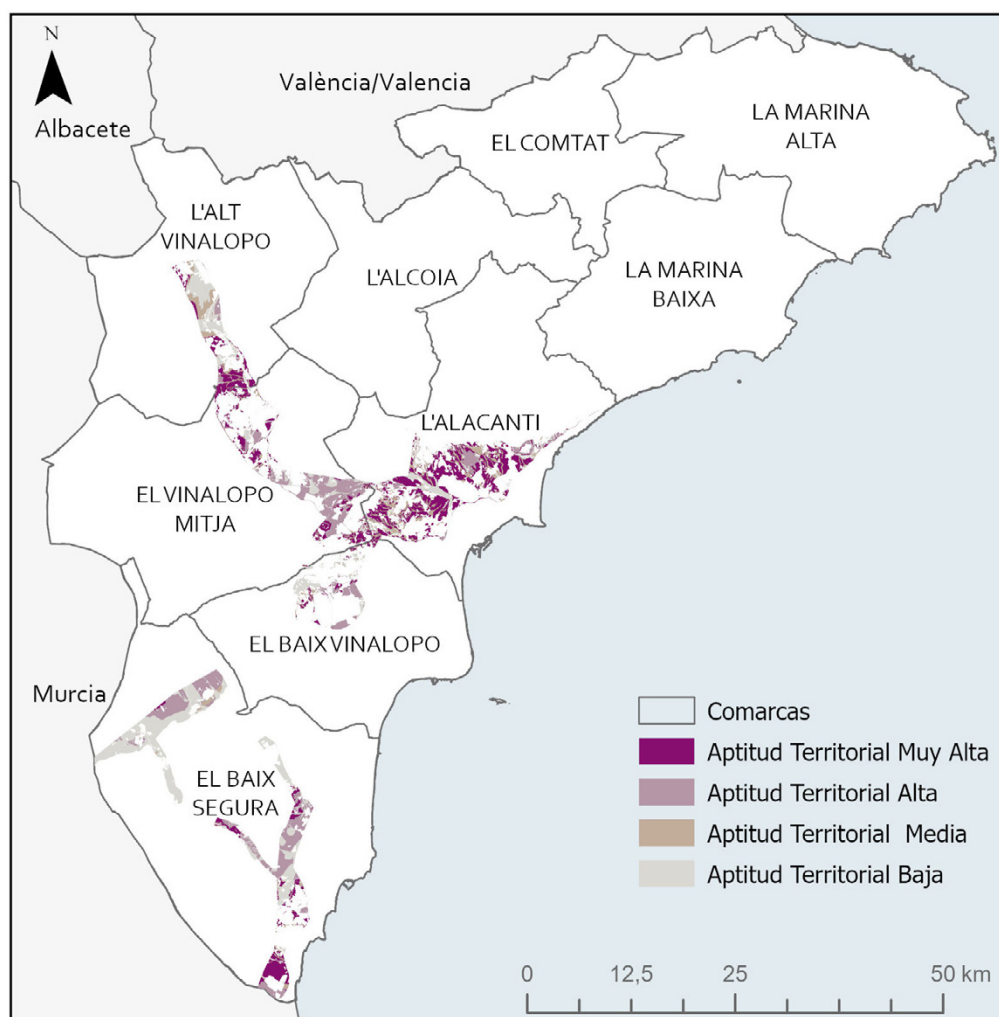 N
València/Valencia
Albacete
LA MARINA
ALTA
EL COMTAT
L'ALT
VINALOPO
L'ALCOIA
LA MARINA
BAIXA
L'ALACANTI
EL VINALOPO
MITJA
EL BAIX VINALOPO
Murcia
EL BAIX
SEGURA
Comarcas
Aptitud Territorial Muy Alta
Aptitud Territorial Alta
Aptitud Territorial Media
Aptitud Territorial Baja
0 12,5 25 50 km